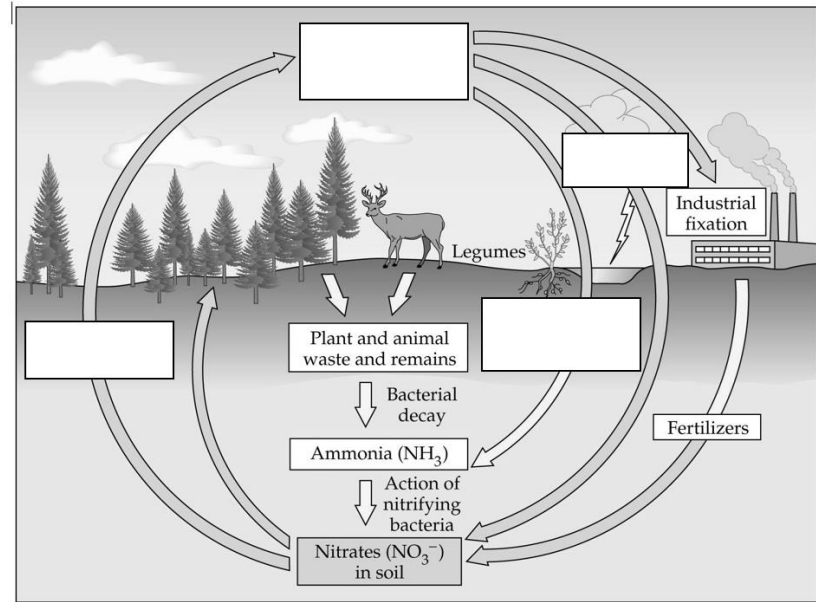 Industrial
fixation
Legumes
Plant and animal
waste and remains
Bacterial
decay
Fertilizers
Ammonia (NH₃)
Action of
nitrifying
bacteria
Nitrates (NO₃⁻)
in soil